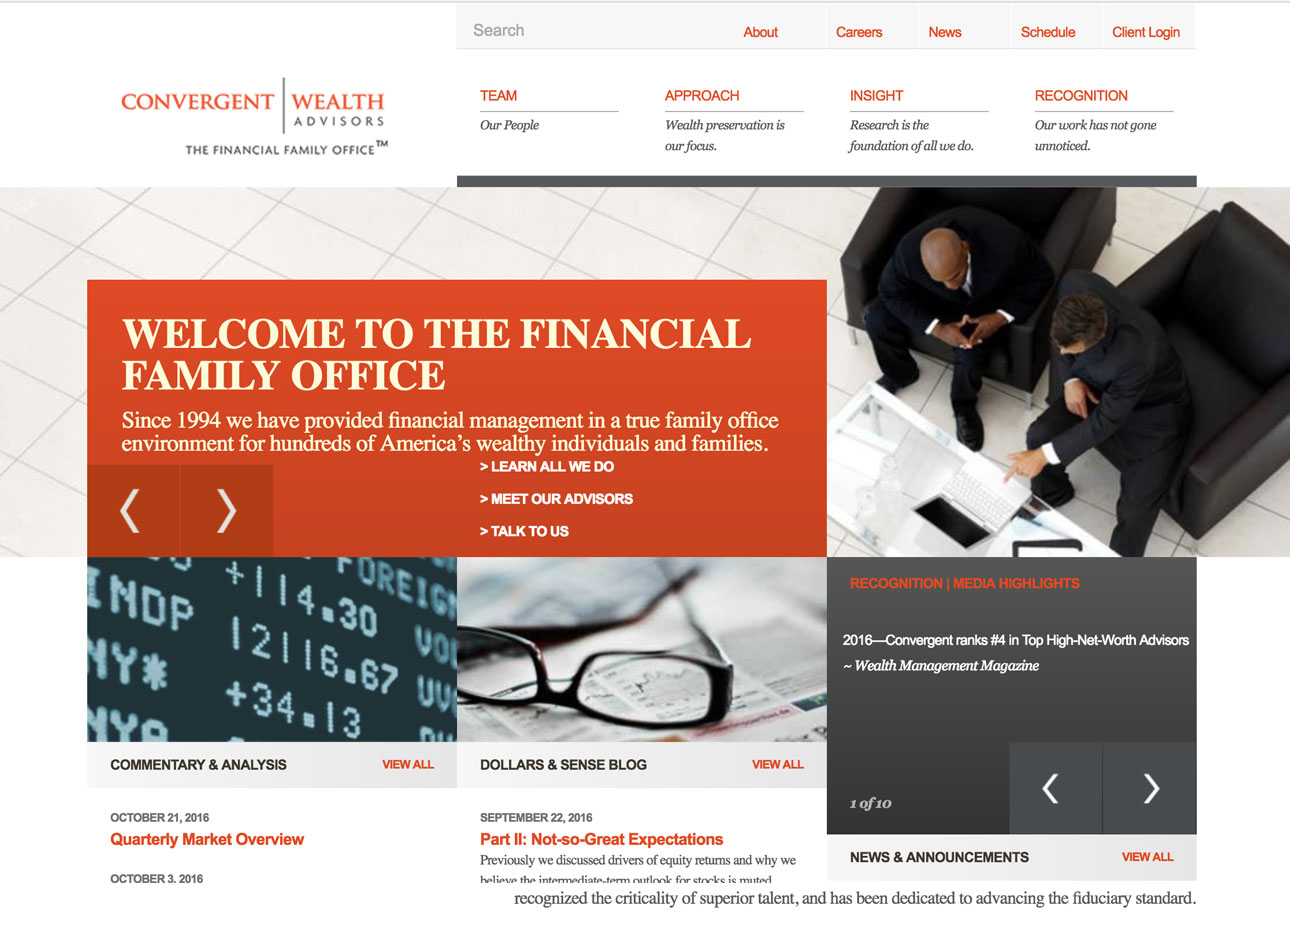 Search
About
Careers
News
Schedule
Client Login
CONVERGENT | WEALTH
ADVISORS
THE FINANCIAL FAMILY OFFICE™
TEAM
Our People
APPROACH
Wealth preservation is
our focus.
INSIGHT
Research is the
foundation of all we do.
RECOGNITION
Our work has not gone
unnoticed.
WELCOME TO THE FINANCIAL
FAMILY OFFICE
Since 1994 we have provided financial management in a true family office
environment for hundreds of America’s wealthy individuals and families.
> LEARN ALL WE DO
> MEET OUR ADVISORS
> TALK TO US
FOREIG
INDP
+114.30
NY*
12116.67
+34.13
NYA
COMMENTARY & ANALYSIS
VIEW ALL
OCTOBER 21, 2016
Quarterly Market Overview
OCTOBER 3, 2016
DOLLARS & SENSE BLOG
VIEW ALL
SEPTEMBER 22, 2016
Part II: Not-so-Great Expectations
Previously we discussed drivers of equity returns and why we
believe the intermediate-term outlook for stocks is muted
RECOGNITION | MEDIA HIGHLIGHTS
2016—Convergent ranks #4 in Top High-Net-Worth Advisors
~ Wealth Management Magazine
1 of 10
NEWS & ANNOUNCEMENTS
VIEW ALL
recognized the criticality of superior talent, and has been dedicated to advancing the fiduciary standard.